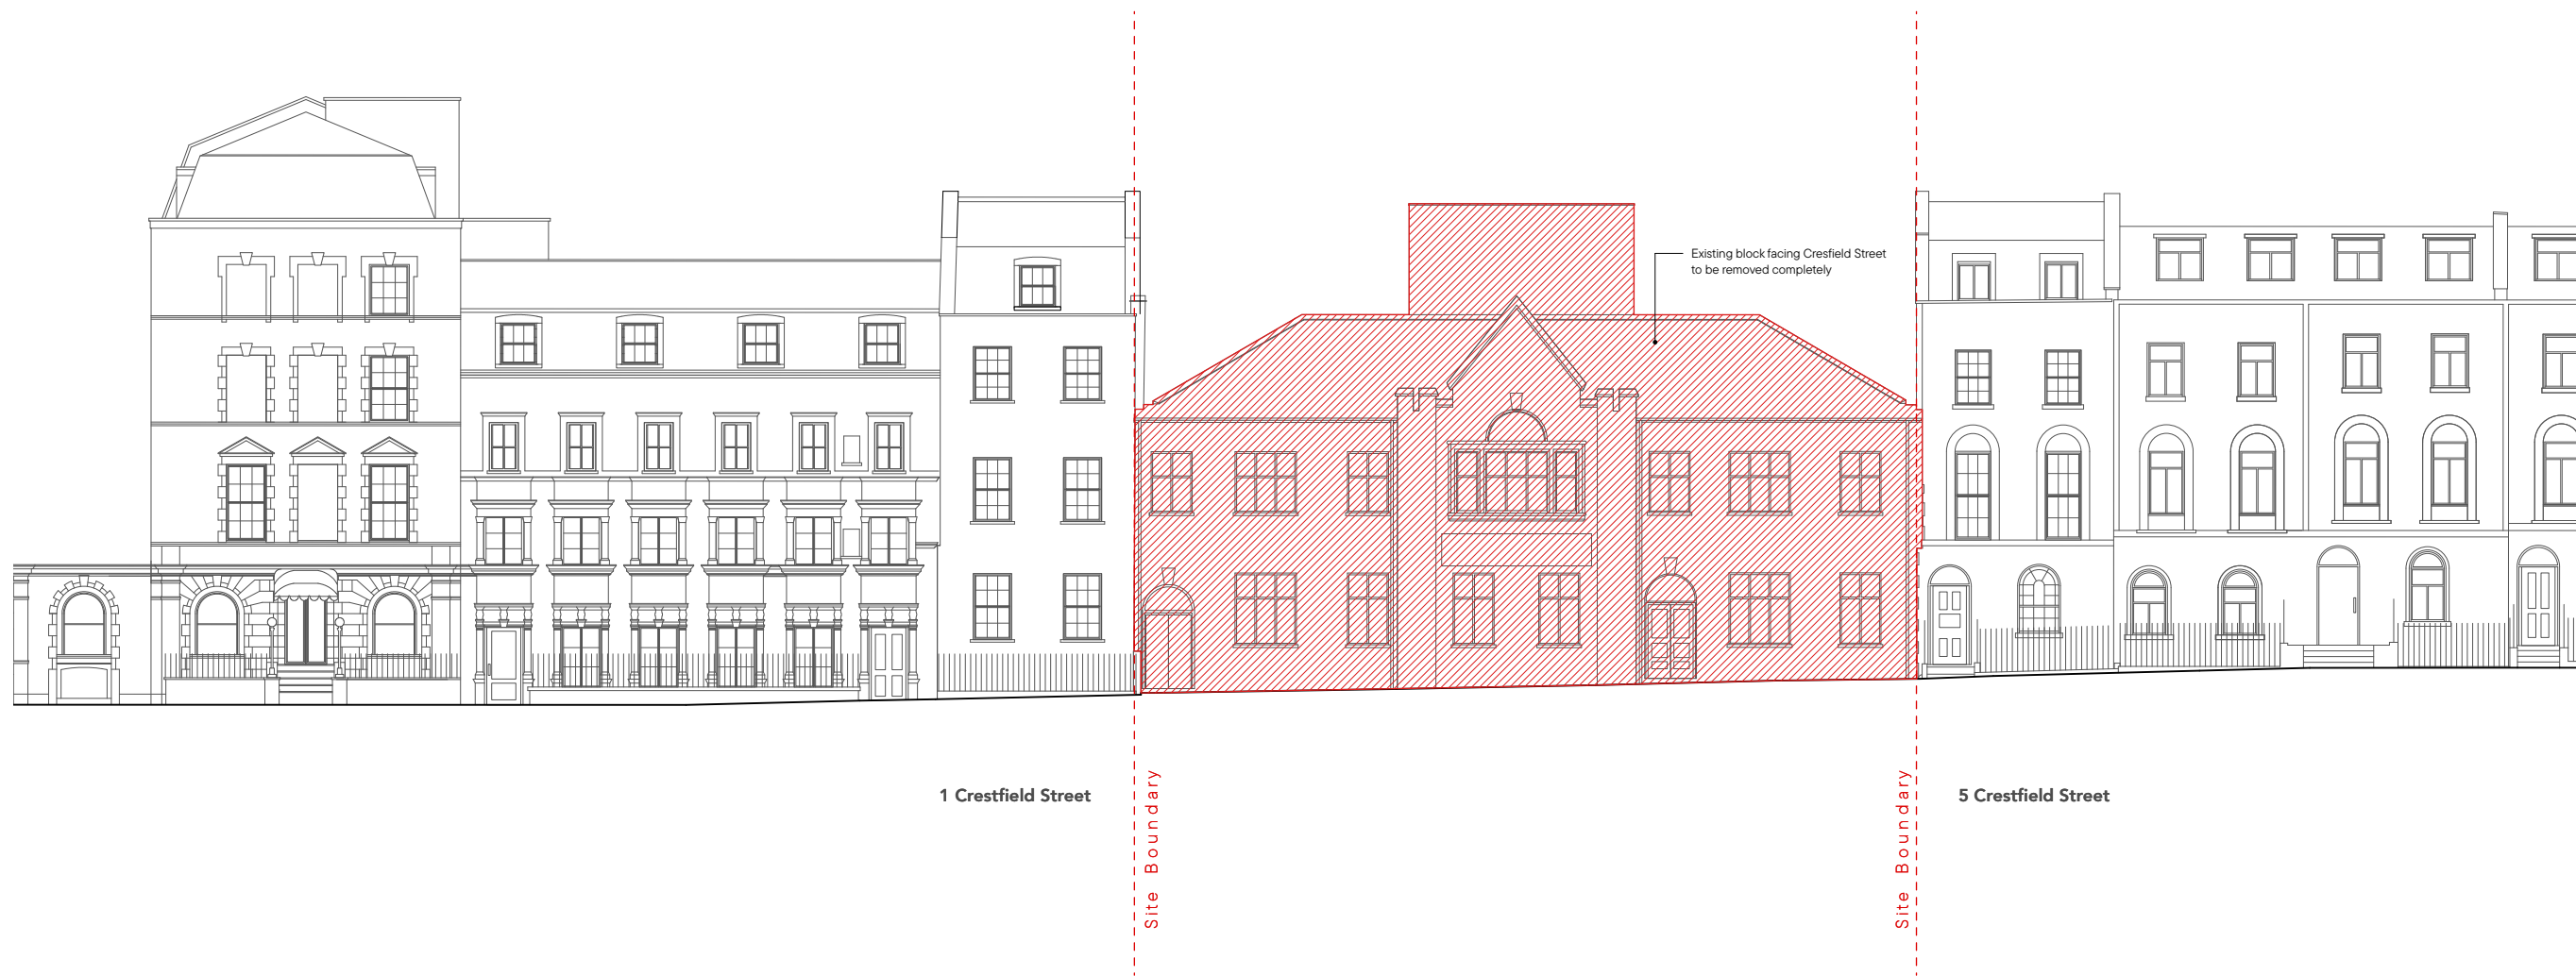 Existing block facing Cresfield Street
to be removed completely
1 Crestfield Street
Site Boundary
Site Boundary
5 Crestfield Street